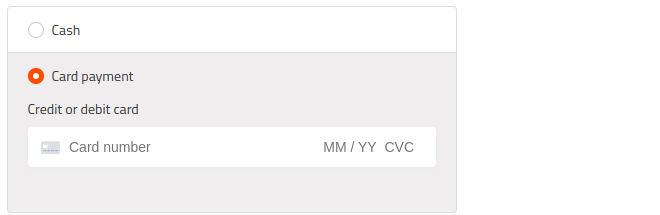 Cash
Card payment
Credit or debit card
Card number MM / YY CVC